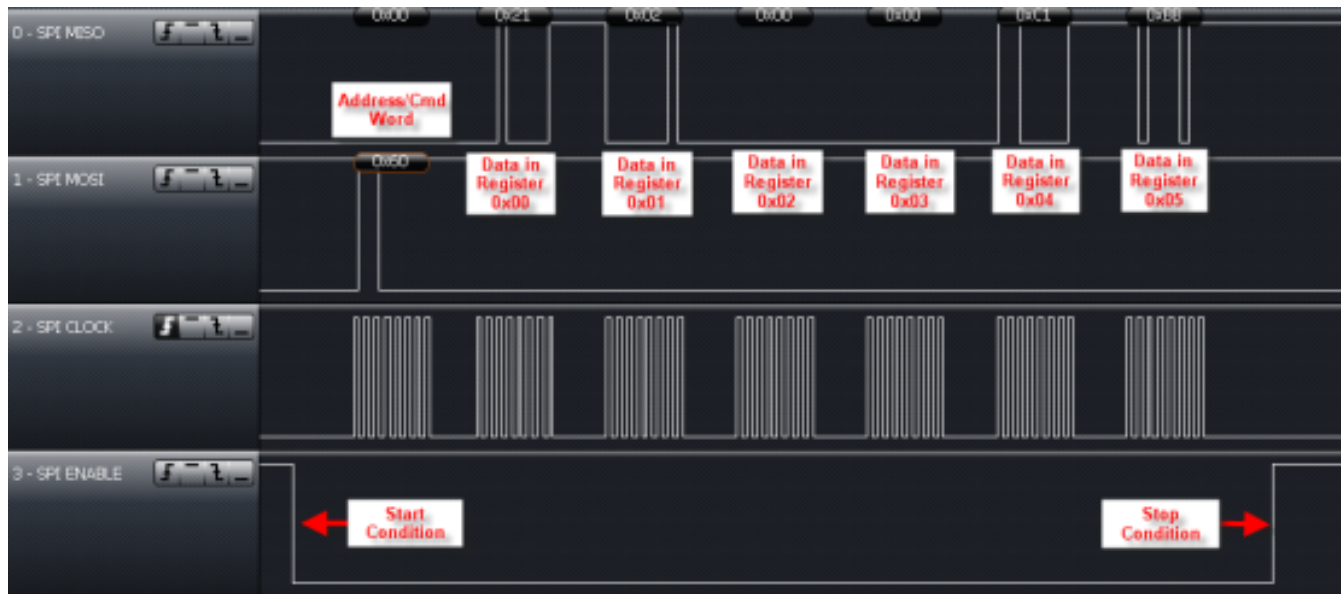 0x00
0x21
0x02
0x00
0x00
0xC1
0xBB
0 - SPI MISO
Address/Cmd
Word
0x60
1 - SPI MOSI
Data in
Register
0x00
Data in
Register
0x01
Data in
Register
0x02
Data in
Register
0x03
Data in
Register
0x04
Data in
Register
0x05
2 - SPI CLOCK
3 - SPI ENABLE
Start
Condition
Stop
Condition